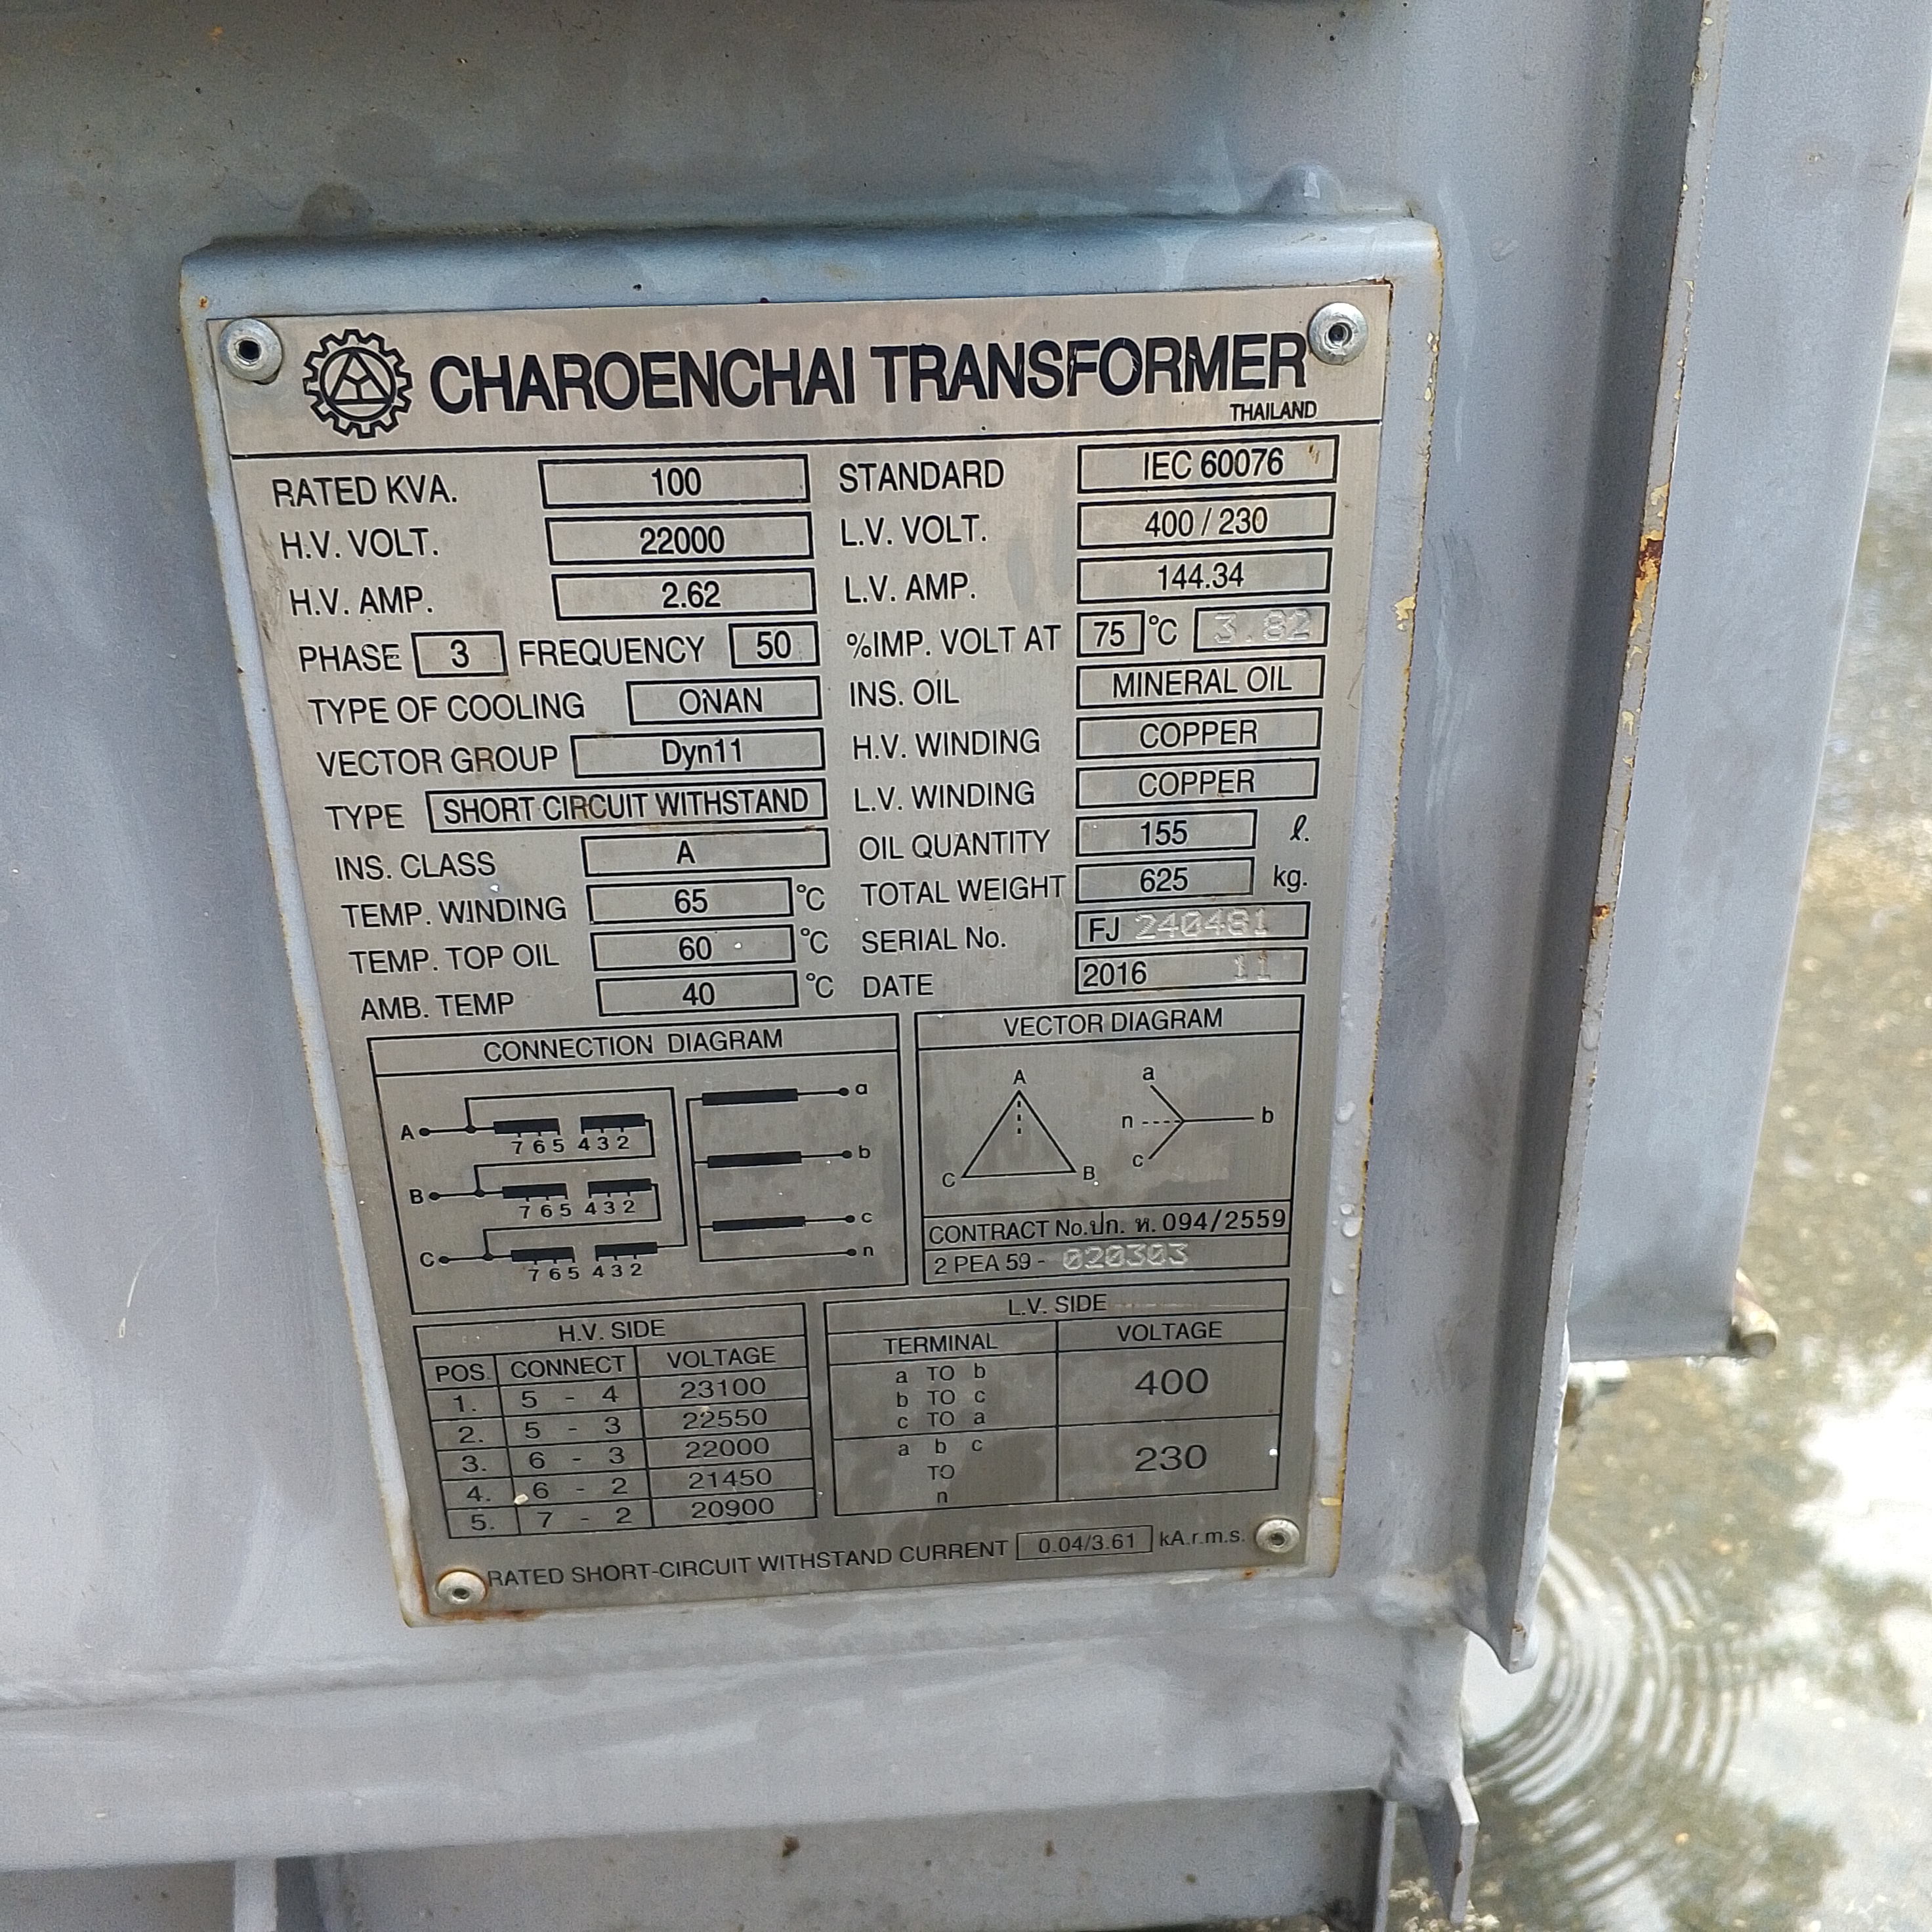 CHAROENCHAI TRANSFORMER
THAILAND
RATED KVA. 100 STANDARD IEC 60076
H.V. VOLT. 22000 L.V. VOLT. 400 / 230
H.V. AMP. 2.62 L.V. AMP. 144.34
PHASE 3 FREQUENCY 50 %IMP. VOLT AT 75 °C 3.82
TYPE OF COOLING ONAN INS. OIL MINERAL OIL
VECTOR GROUP Dyn11 H.V. WINDING COPPER
TYPE SHORT CIRCUIT WITHSTAND L.V. WINDING COPPER
INS. CLASS A OIL QUANTITY 155 ℓ.
TEMP. WINDING 65 °C TOTAL WEIGHT 625 kg.
TEMP. TOP OIL 60 °C SERIAL No. FJ 240481
AMB. TEMP 40 °C DATE 2016 11
CONNECTION DIAGRAM
A a
7 6 5 4 3 2
B b
7 6 5 4 3 2
C c
n
7 6 5 4 3 2
VECTOR DIAGRAM
A a
n b
C B c
CONTRACT No.ปก. ห. 094/2559
2 PEA 59 - 020303
H.V. SIDE
POS. CONNECT VOLTAGE
1. 5 - 4 23100
2. 5 - 3 22550
3. 6 - 3 22000
4. 6 - 2 21450
5. 7 - 2 20900
L.V. SIDE
TERMINAL VOLTAGE
a TO b
b TO c 400
c TO a
a b c
TO 230
n
RATED SHORT-CIRCUIT WITHSTAND CURRENT 0.04/3.61 kA.r.m.s.